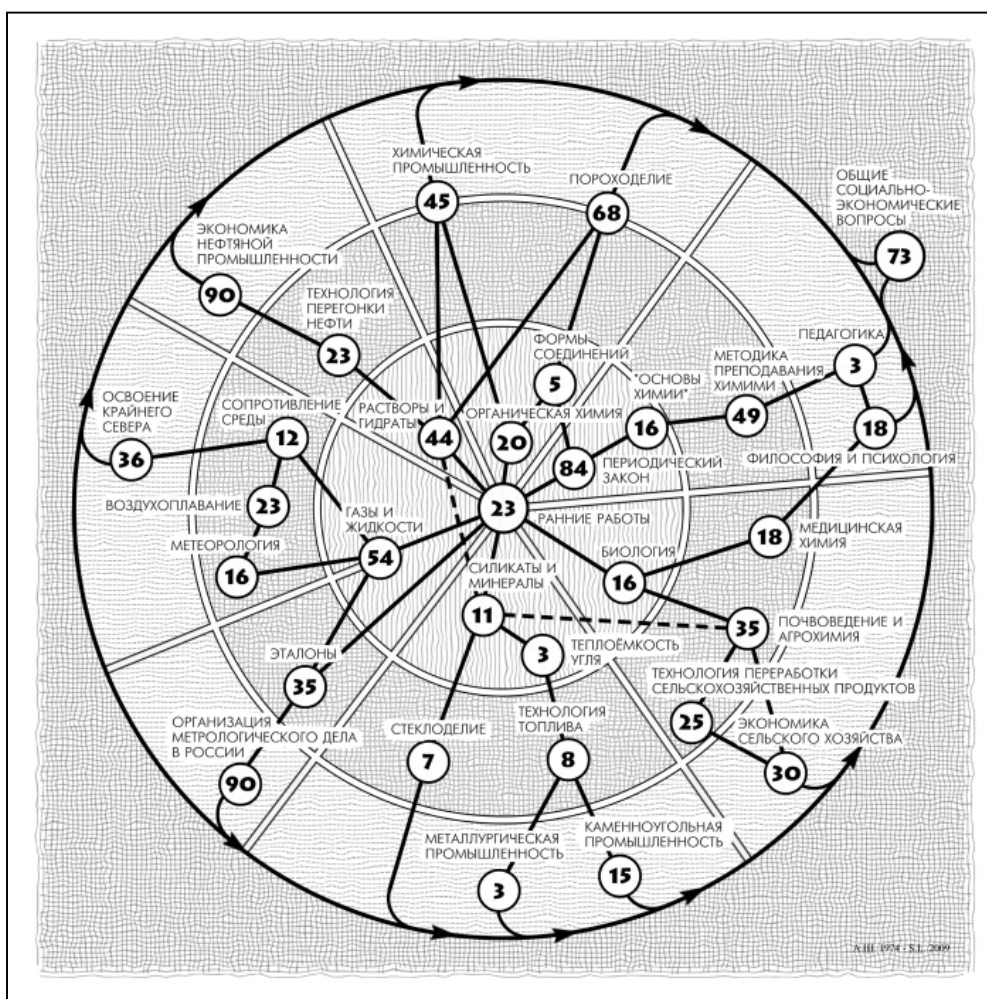 ХИМИЧЕСКАЯ
ПРОМЫШЛЕННОСТЬ
45
ПОРОХОДЕЛИЕ
68
ОБЩИЕ
СОЦИАЛЬНО-
ЭКОНОМИЧЕСКИЕ
ВОПРОСЫ
73
ЭКОНОМИКА
НЕФТЯНОЙ
ПРОМЫШЛЕННОСТИ
90
ТЕХНОЛОГИЯ
ПЕРЕГОНКИ
НЕФТИ
23
ФОРМЫ
СОЕДИНЕНИЙ
5
МЕТОДИКА
ПРЕПОДАВАНИЯ
ХИМИМИ
49
ПЕДАГОГИКА
3
"ОСНОВЫ
ХИМИИ"
16
ОСВОЕНИЕ
КРАЙНЕГО
СЕВЕРА
36
СОПРОТИВЛЕНИЕ
СРЕДЫ
12
РАСТВОРЫ И
ГИДРАТЫ
44
ОРГАНИЧЕСКАЯ ХИМИЯ
20
84
ПЕРИОДИЧЕСКИЙ
ЗАКОН
18
ФИЛОСОФИЯ И ПСИХОЛОГИЯ
ВОЗДУХОПЛАВАНИЕ
23
МЕТЕОРОЛОГИЯ
16
ГАЗЫ И
ЖИДКОСТИ
54
23
РАННИЕ РАБОТЫ
18
МЕДИЦИНСКАЯ
ХИМИЯ
БИОЛОГИЯ
16
СИЛИКАТЫ И
МИНЕРАЛЫ
11
35
ПОЧВОВЕДЕНИЕ И
АГРОХИМИЯ
3
ТЕПЛОЁМКОСТЬ
УГЛЯ
ЭТАЛОНЫ
35
ТЕХНОЛОГИЯ ПЕРЕРАБОТКИ
СЕЛЬСКОХОЗЯЙСТВЕННЫХ ПРОДУКТОВ
25
ЭКОНОМИКА
СЕЛЬСКОГО ХОЗЯЙСТВА
30
ОРГАНИЗАЦИЯ
МЕТРОЛОГИЧЕСКОГО ДЕЛА
В РОССИИ
90
СТЕКЛОДЕЛИЕ
7
ТЕХНОЛОГИЯ
ТОПЛИВА
8
МЕТАЛЛУРГИЧЕСКАЯ
ПРОМЫШЛЕННОСТЬ
3
КАМЕННОУГОЛЬНАЯ
ПРОМЫШЛЕННОСТЬ
15
А.Ш. 1974 - S.L. 2009